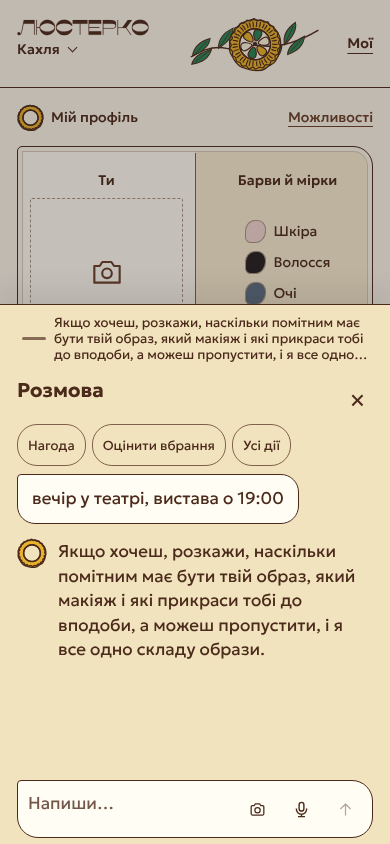 ЛЮСТЕРКО
Кахля
Мої
Мій профіль
Можливості
Ти
Барви й мірки
Шкіра
Волосся
Очі
Якщо хочеш, розкажи, наскільки помітним має
бути твій образ, який макіяж і які прикраси тобі
до вподоби, а можеш пропустити, і я все одно…
Розмова
Нагода
Оцінити вбрання
Усі дії
вечір у театрі, вистава о 19:00
Якщо хочеш, розкажи, наскільки
помітним має бути твій образ, який
макіяж і які прикраси тобі до
вподоби, а можеш пропустити, і я
все одно складу образи.
Напиши…